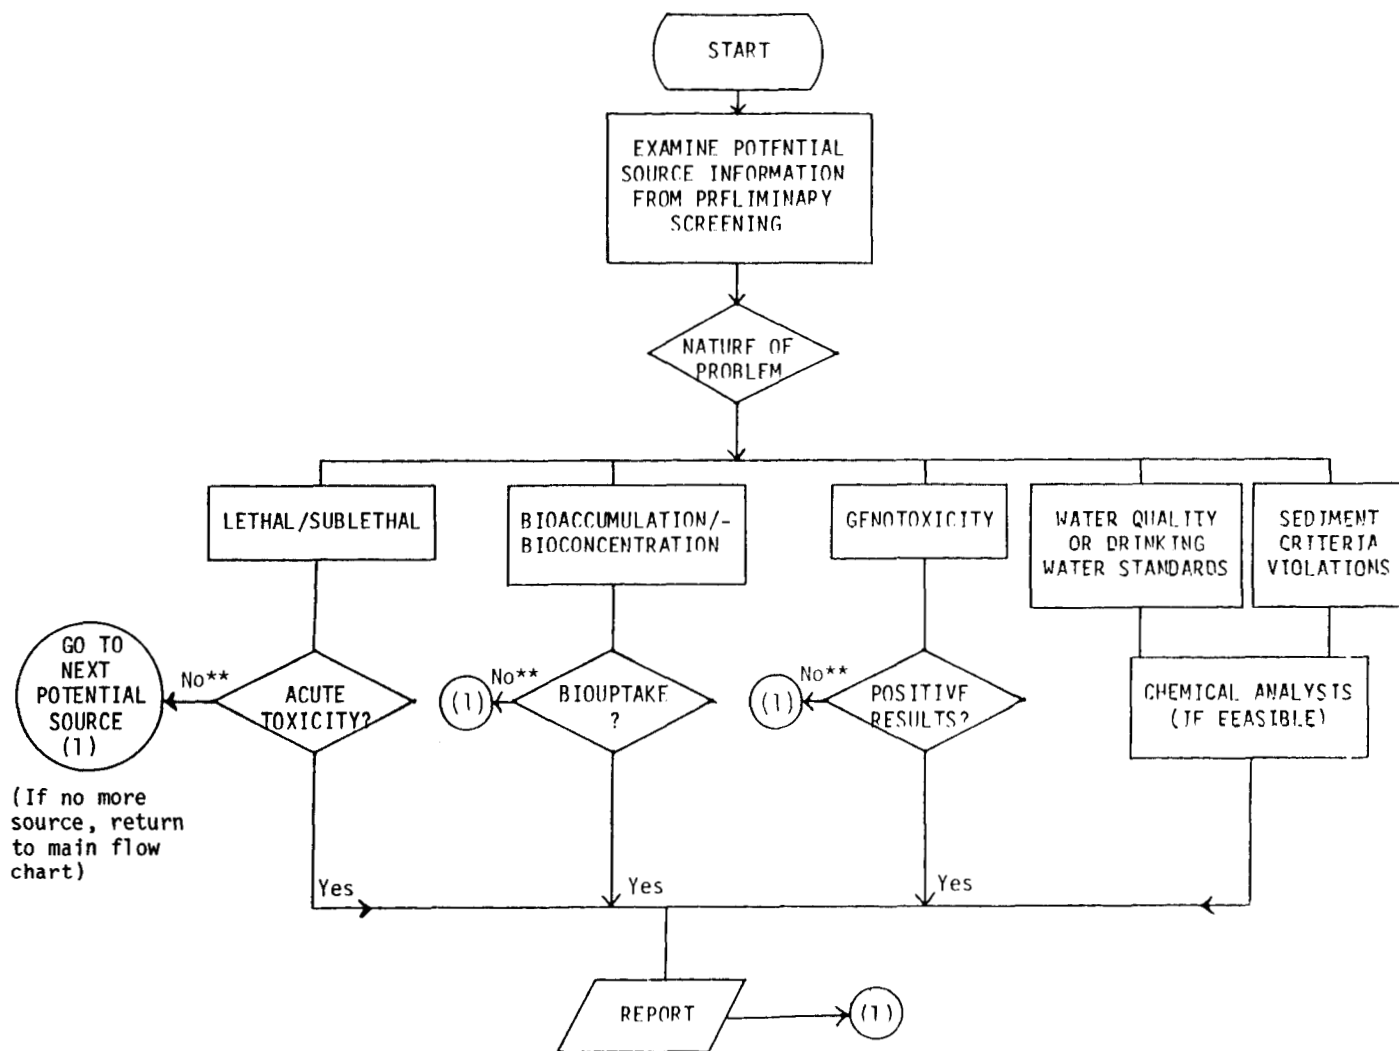 START
EXAMINE POTENTIAL
SOURCE INFORMATION
FROM PRELIMINARY
SCREENING
NATURE OF
PROBLEM
LETHAL/SUBLETHAL
BIOACCUMULATION/-
BIOCONCENTRATION
GENOTOXICITY
WATER QUALITY
OR DRINKING
WATER STANDARDS
SEDIMENT
CRITERIA
VIOLATIONS
GO TO
NEXT
POTENTIAL
SOURCE
(1)
No**
ACUTE
TOXICITY?
(1)
No**
BIOUPTAKE
?
(1)
No**
POSITIVE
RESULTS?
CHEMICAL ANALYSTS
(IF FEASIBLE)
(If no more
source, return
to main flow
chart)
Yes
Yes
Yes
REPORT
(1)